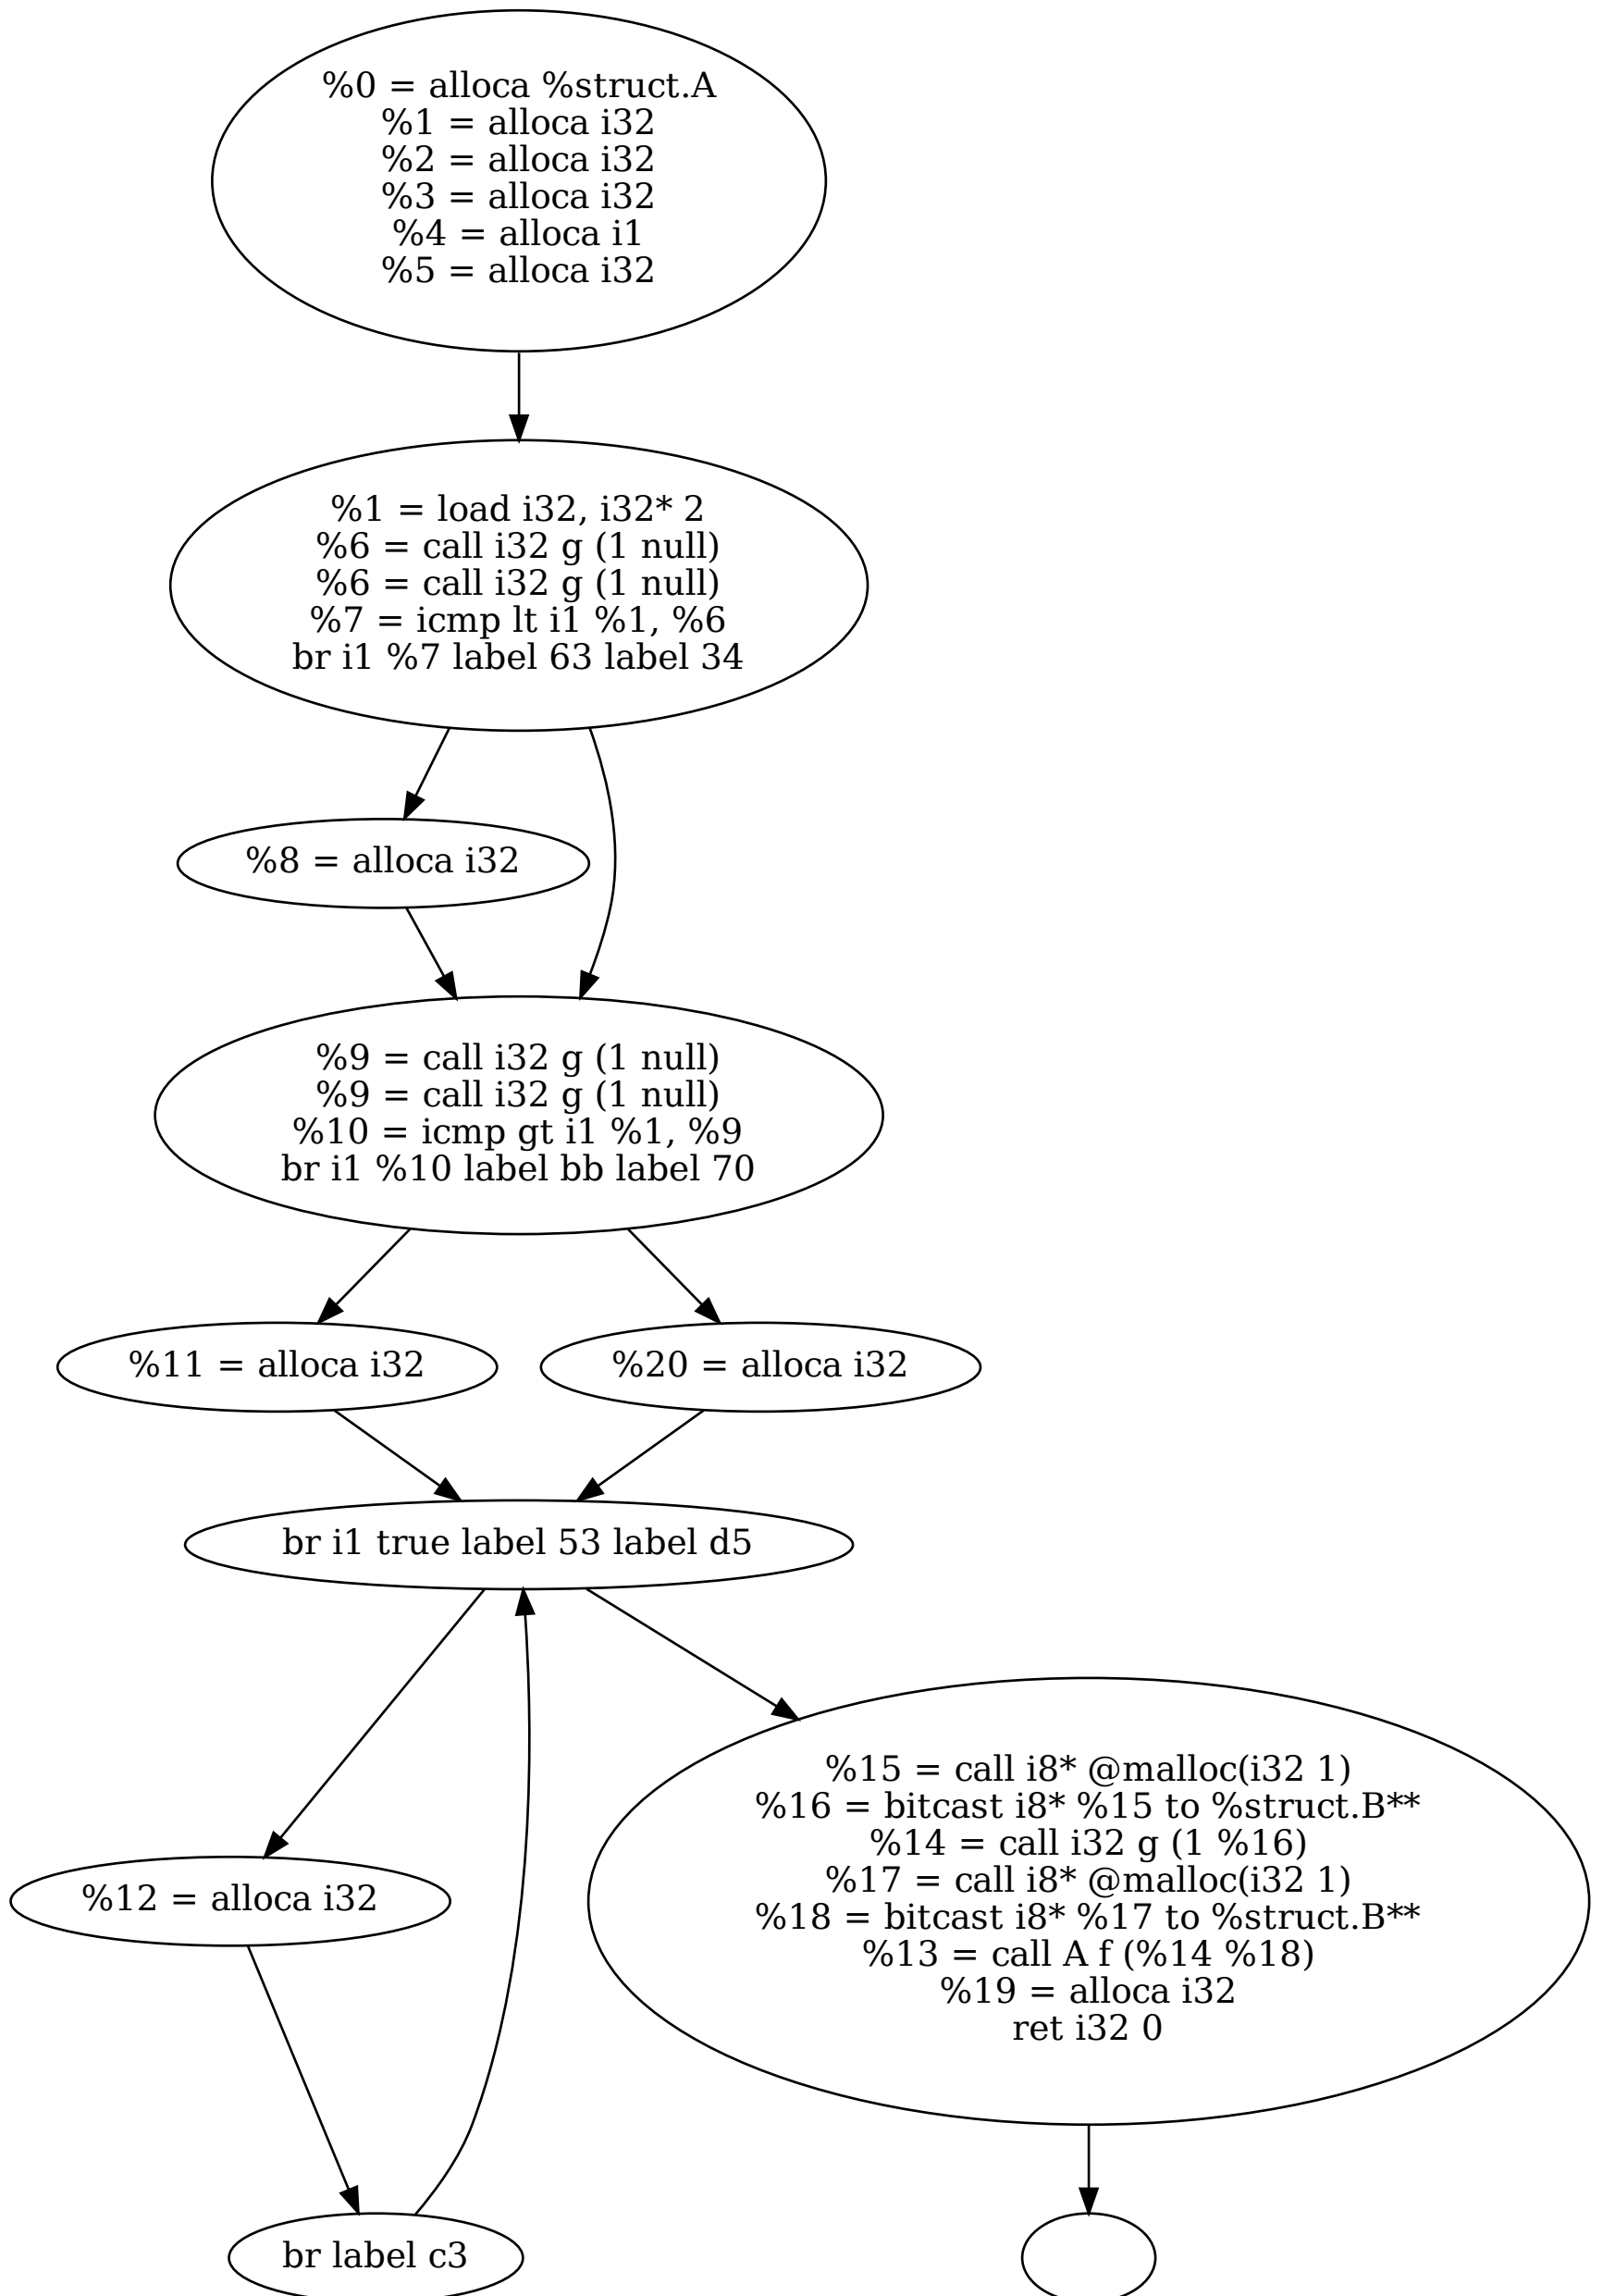 %0 = alloca %struct.A
%1 = alloca i32
%2 = alloca i32
%3 = alloca i32
%4 = alloca i1
%5 = alloca i32
%1 = load i32, i32* 2
%6 = call i32 g (1 null)
%6 = call i32 g (1 null)
%7 = icmp lt i1 %1, %6
br i1 %7 label 63 label 34
%8 = alloca i32
%9 = call i32 g (1 null)
%9 = call i32 g (1 null)
%10 = icmp gt i1 %1, %9
br i1 %10 label bb label 70
%11 = alloca i32
%20 = alloca i32
br i1 true label 53 label d5
%12 = alloca i32
%15 = call i8* @malloc(i32 1)
%16 = bitcast i8* %15 to %struct.B**
%14 = call i32 g (1 %16)
%17 = call i8* @malloc(i32 1)
%18 = bitcast i8* %17 to %struct.B**
%13 = call A f (%14 %18)
%19 = alloca i32
ret i32 0
br label c3